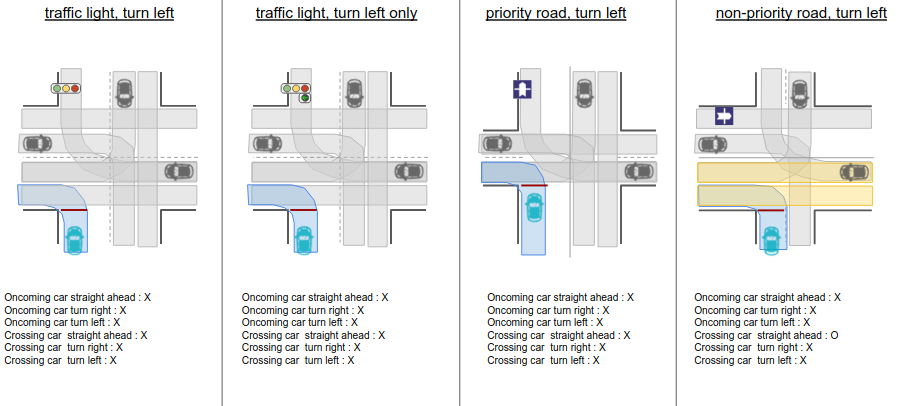 traffic light, turn left
Oncoming car straight ahead : X
Oncoming car turn right : X
Oncoming car turn left : X
Crossing car  straight ahead : X
Crossing car  turn right : X
Crossing car  turn left : X
traffic light, turn left only
Oncoming car straight ahead : X
Oncoming car turn right : X
Oncoming car turn left : X
Crossing car  straight ahead : X
Crossing car  turn right : X
Crossing car  turn left : X
priority road, turn left
Oncoming car straight ahead : X
Oncoming car turn right : X
Oncoming car turn left : X
Crossing car  straight ahead : X
Crossing car  turn right : X
Crossing car  turn left : X
non-priority road, turn left
Oncoming car straight ahead : X
Oncoming car turn right : X
Oncoming car turn left : X
Crossing car  straight ahead : O
Crossing car  turn right : X
Crossing car  turn left : X